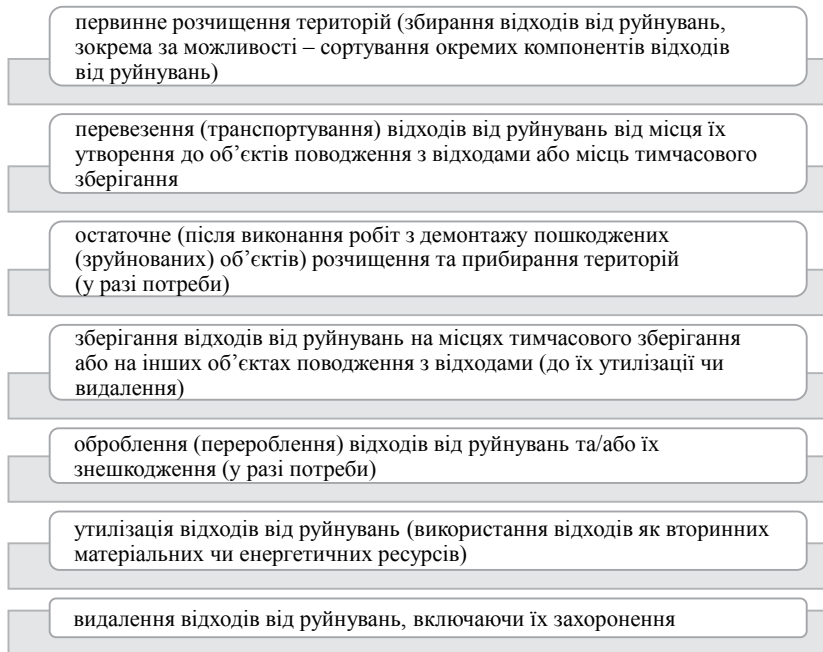 первинне розчищення територій (збирання відходів від руйнувань,
зокрема за можливості – сортування окремих компонентів відходів
від руйнувань)
перевезення (транспортування) відходів від руйнувань від місця їх
утворення до об’єктів поводження з відходами або місць тимчасового
зберігання
остаточне (після виконання робіт з демонтажу пошкоджених
(зруйнованих) об’єктів) розчищення та прибирання територій
(у разі потреби)
зберігання відходів від руйнувань на місцях тимчасового зберігання
або на інших об’єктах поводження з відходами (до їх утилізації чи
видалення)
оброблення (перероблення) відходів від руйнувань та/або їх
знешкодження (у разі потреби)
утилізація відходів від руйнувань (використання відходів як вторинних
матеріальних чи енергетичних ресурсів)
видалення відходів від руйнувань, включаючи їх захоронення